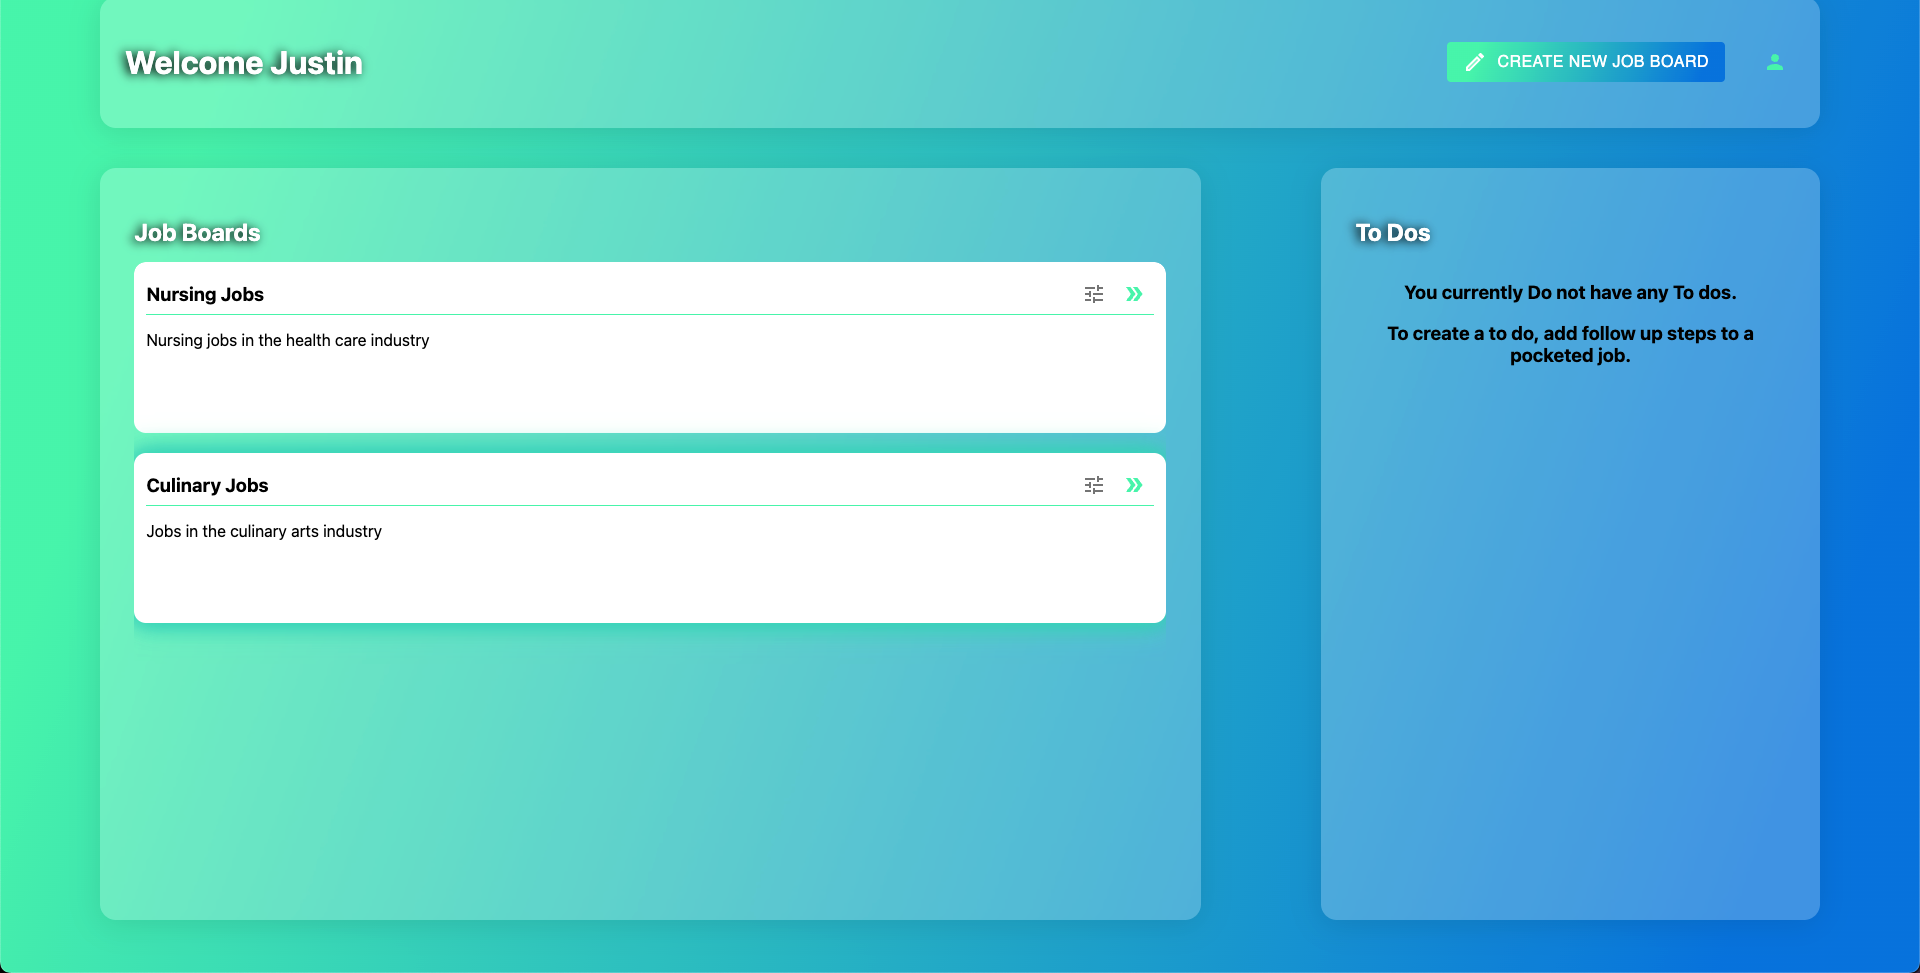 Welcome Justin
CREATE NEW JOB BOARD
Job Boards
Nursing Jobs
Nursing jobs in the health care industry
Culinary Jobs
Jobs in the culinary arts industry
To Dos
You currently Do not have any To dos.
To create a to do, add follow up steps to a
pocketed job.